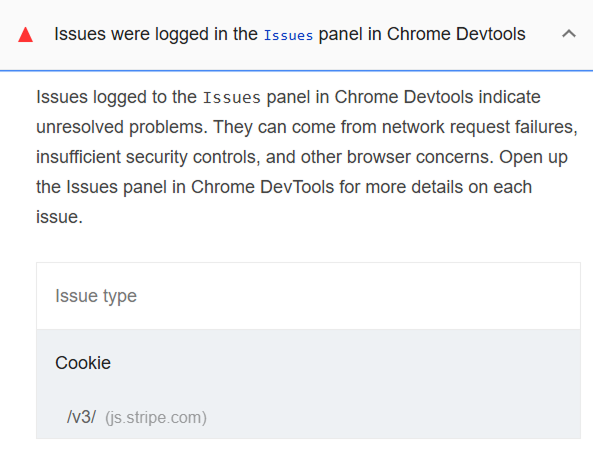 Issues were logged in the Issues panel in Chrome Devtools
Issues logged to the Issues panel in Chrome Devtools indicate
unresolved problems. They can come from network request failures,
insufficient security controls, and other browser concerns. Open up
the Issues panel in Chrome DevTools for more details on each
issue.
Issue type
Cookie
/v3/ (js.stripe.com)